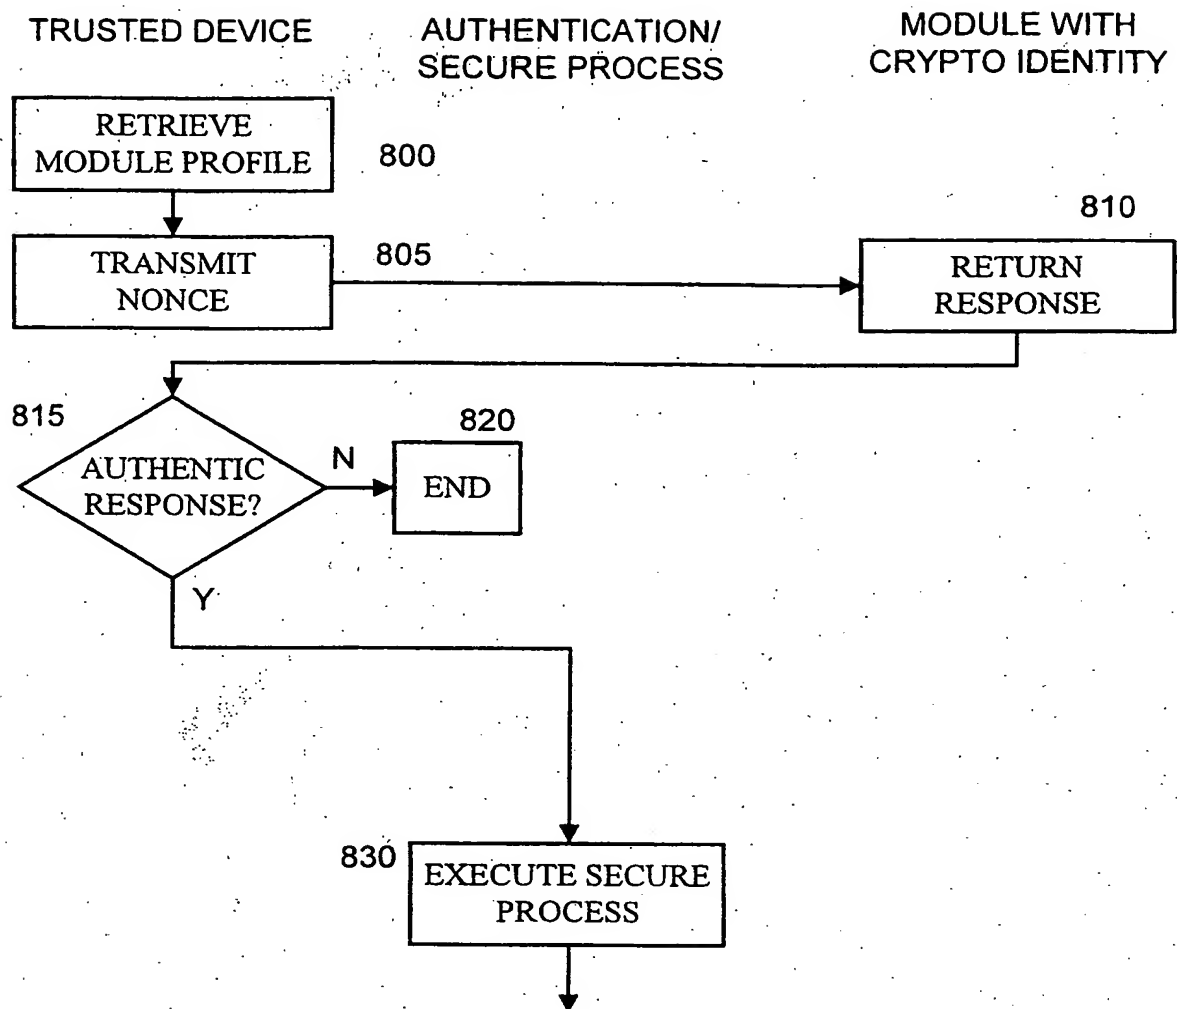 TRUSTED DEVICE
AUTHENTICATION/
SECURE PROCESS
MODULE WITH
CRYPTO IDENTITY
RETRIEVE
MODULE PROFILE
800
810
TRANSMIT
NONCE
805
RETURN
RESPONSE
815
AUTHENTIC
RESPONSE?
N
820
END
Y
830
EXECUTE SECURE
PROCESS